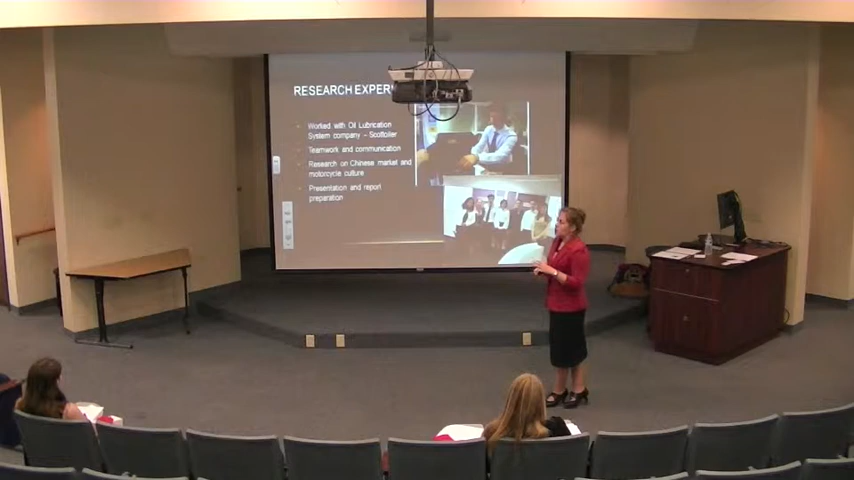 RESEARCH EXPER
Worked with Oil Lubrication
System company – Scottoiler
Teamwork and communication
Research on Chinese market and
motorcycle culture
Presentation and report
preparation